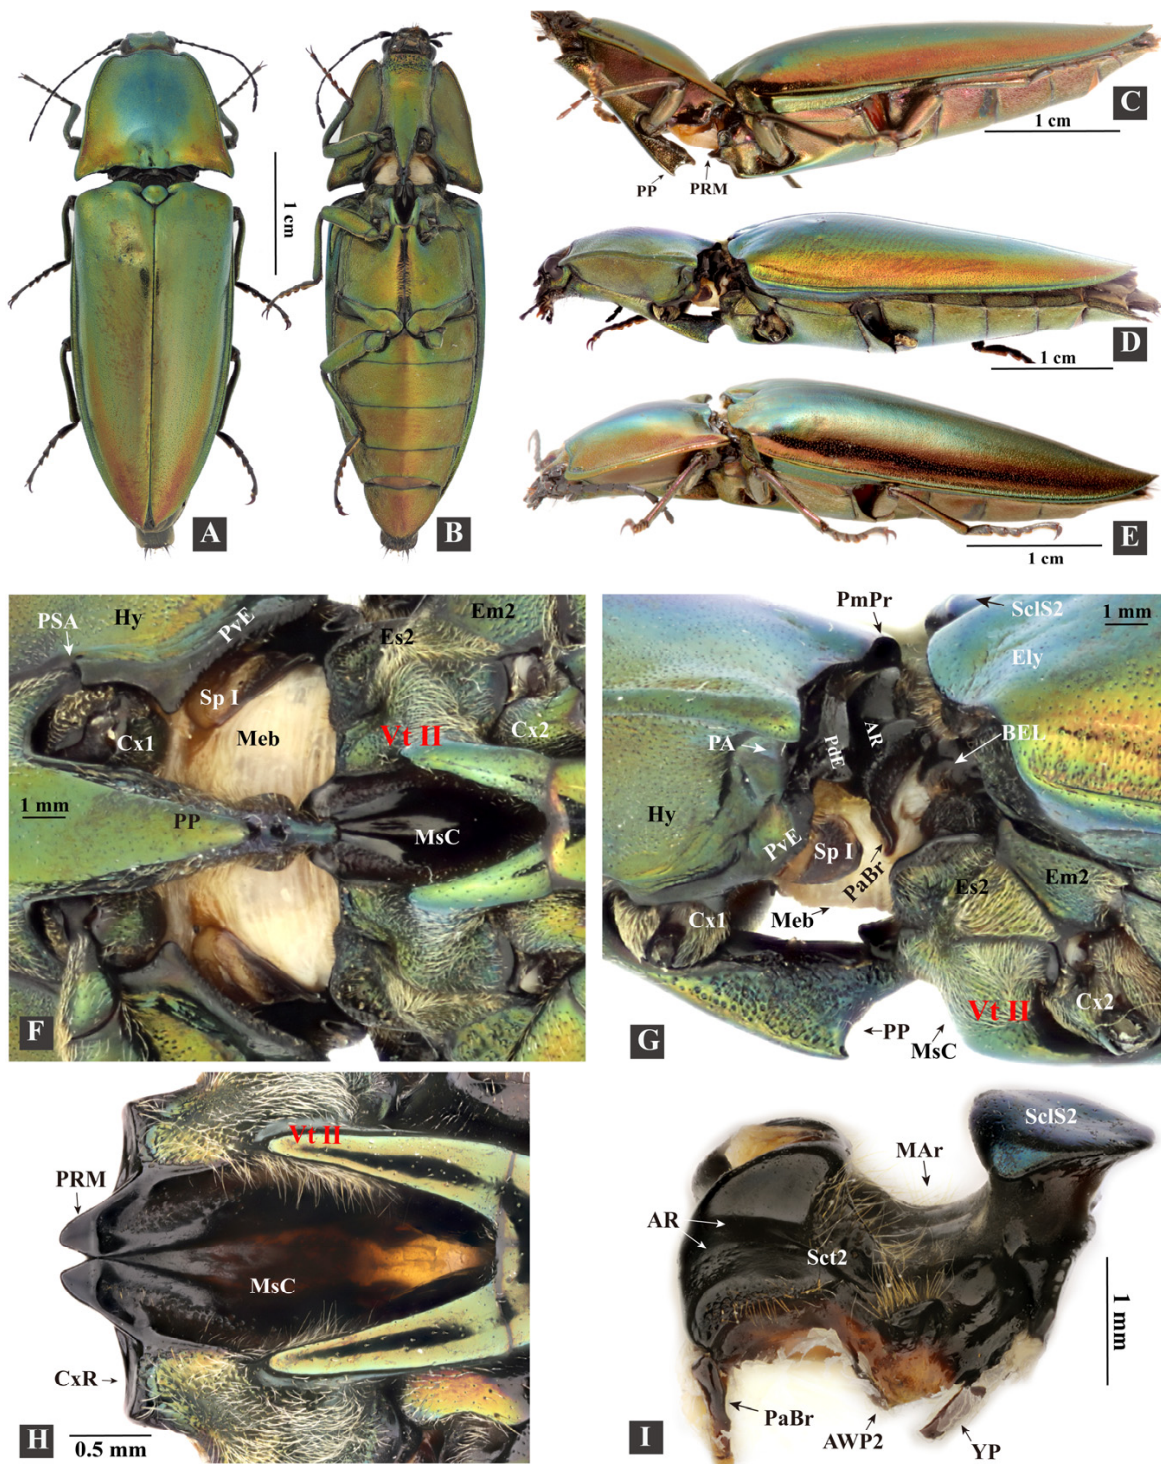 A
1 cm
B
PP
PRM
1 cm
C
1 cm
D
1 cm
E
PSA
Hy
PvE
Es2
Em2
Sp I
Cx1
Meb
Vt II
Cx2
1 mm
PP
MsC
F
PmPr
SclS2
1 mm
Ely
AR
PA
PdE
BEL
Hy
PvE
Sp I
PaBr
Es2
Em2
Cx1
Meb
Cx2
Vt II
PP
MsC
G
Vt II
PRM
MsC
CxR
0.5 mm
H
SclS2
MAr
AR
Sct2
1 mm
PaBr
AWP2
YP
I